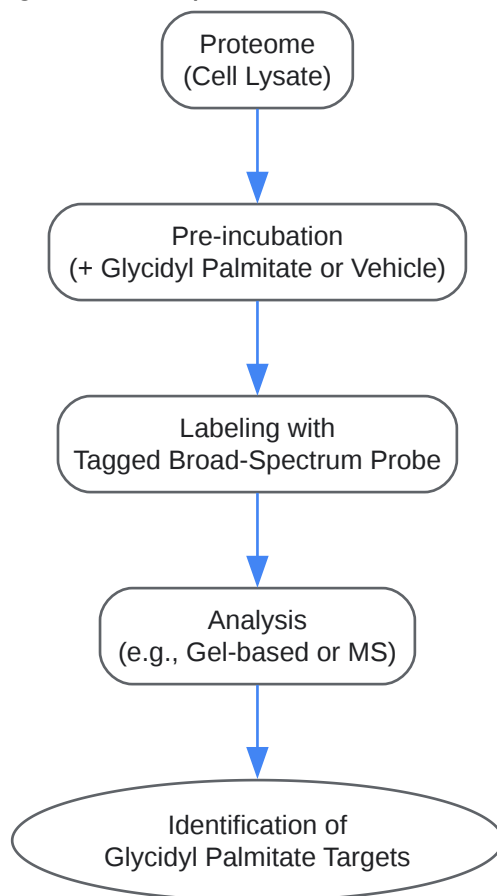 Proteome
(Cell Lysate)
Pre-incubation
(+ Glycidyl Palmitate or Vehicle)
Labeling with
Tagged Broad-Spectrum Probe
Analysis
(e.g., Gel-based or MS)
Identification of
Glycidyl Palmitate Targets